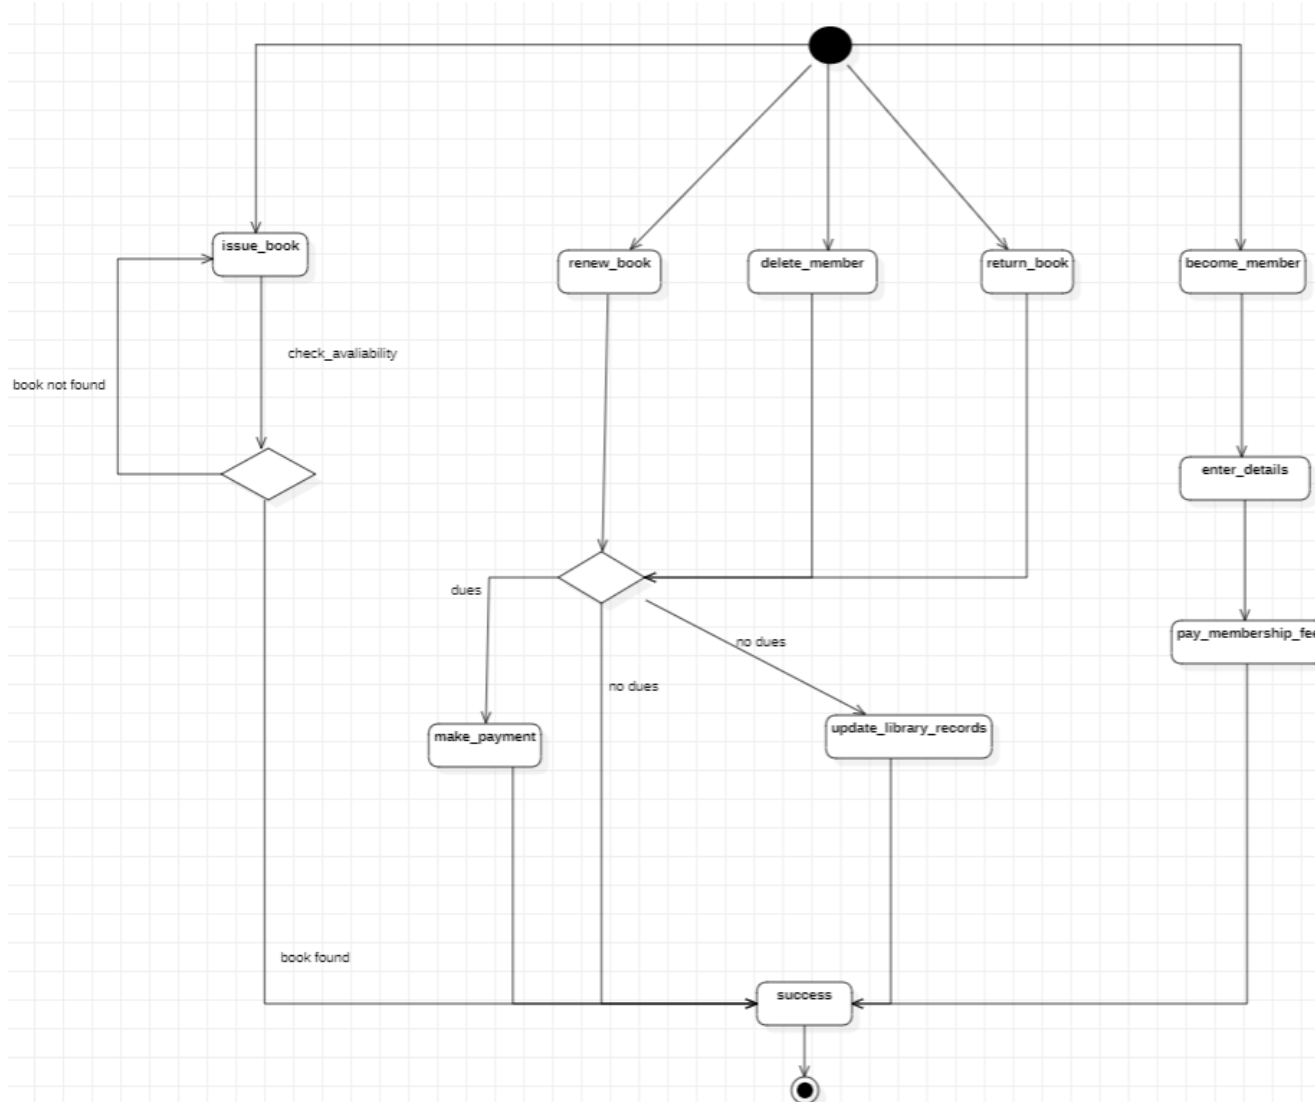 issue_book
renew_book
delete_member
return_book
become_member
check_avaliability
book not found
enter_details
dues
no dues
no dues
pay_membership_fee
make_payment
update_library_records
book found
success